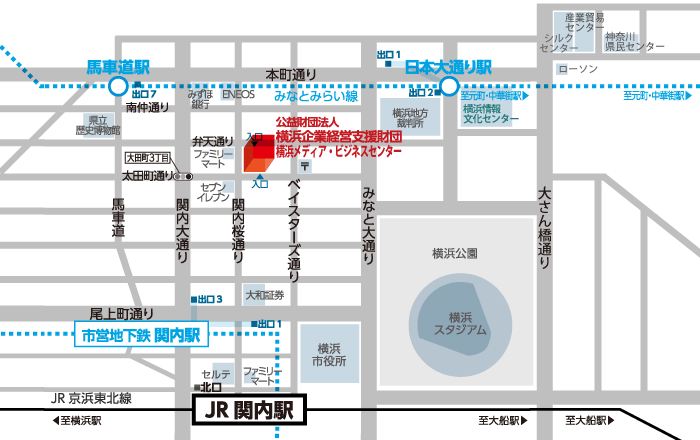 産業貿易
センター
シルク
センター
神奈川
県民センター
馬車道駅
出口1
日本大通り駅
ローソン
本町通り
出口7
みずほ
銀行
ENEOS
みなとみらい線
出口2
至元町・中華街駅▶
至元町・中華街駅▶
南仲通り
県立
歴史博物館
公益財団法人
横浜企業経営支援財団
横浜メディア・ビジネスセンター
横浜地方
裁判所
横浜情報
文化センター
弁天通り
入口
ファミリー
マート
〒
大田町3丁目
太田町通り
セブン
イレブン
入口
馬車道
関内大通り
関内桜通り
ベイスターズ通り
みなと大通り
大さん橋通り
横浜公園
横浜
スタジアム
大和証券
出口3
尾上町通り
出口1
市営地下鉄 関内駅
横浜
市役所
セルテ
ファミリー
マート
北口
JR 京浜東北線
JR 関内駅
◀至横浜駅
至大船駅▶
至大船駅▶